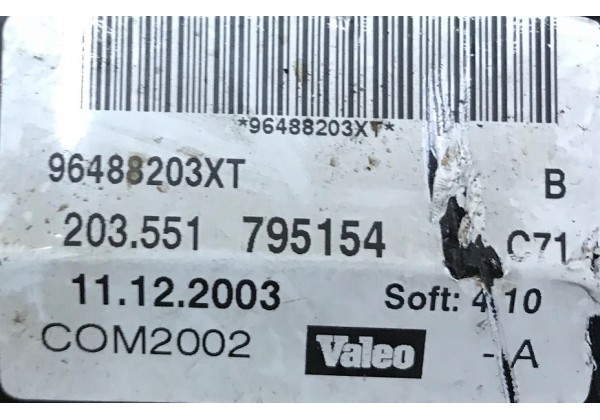 *96488203XT*
96488203XT B
203.551 795154 C71
11.12.2003 Soft: 4.10
COM2002 Valeo - A